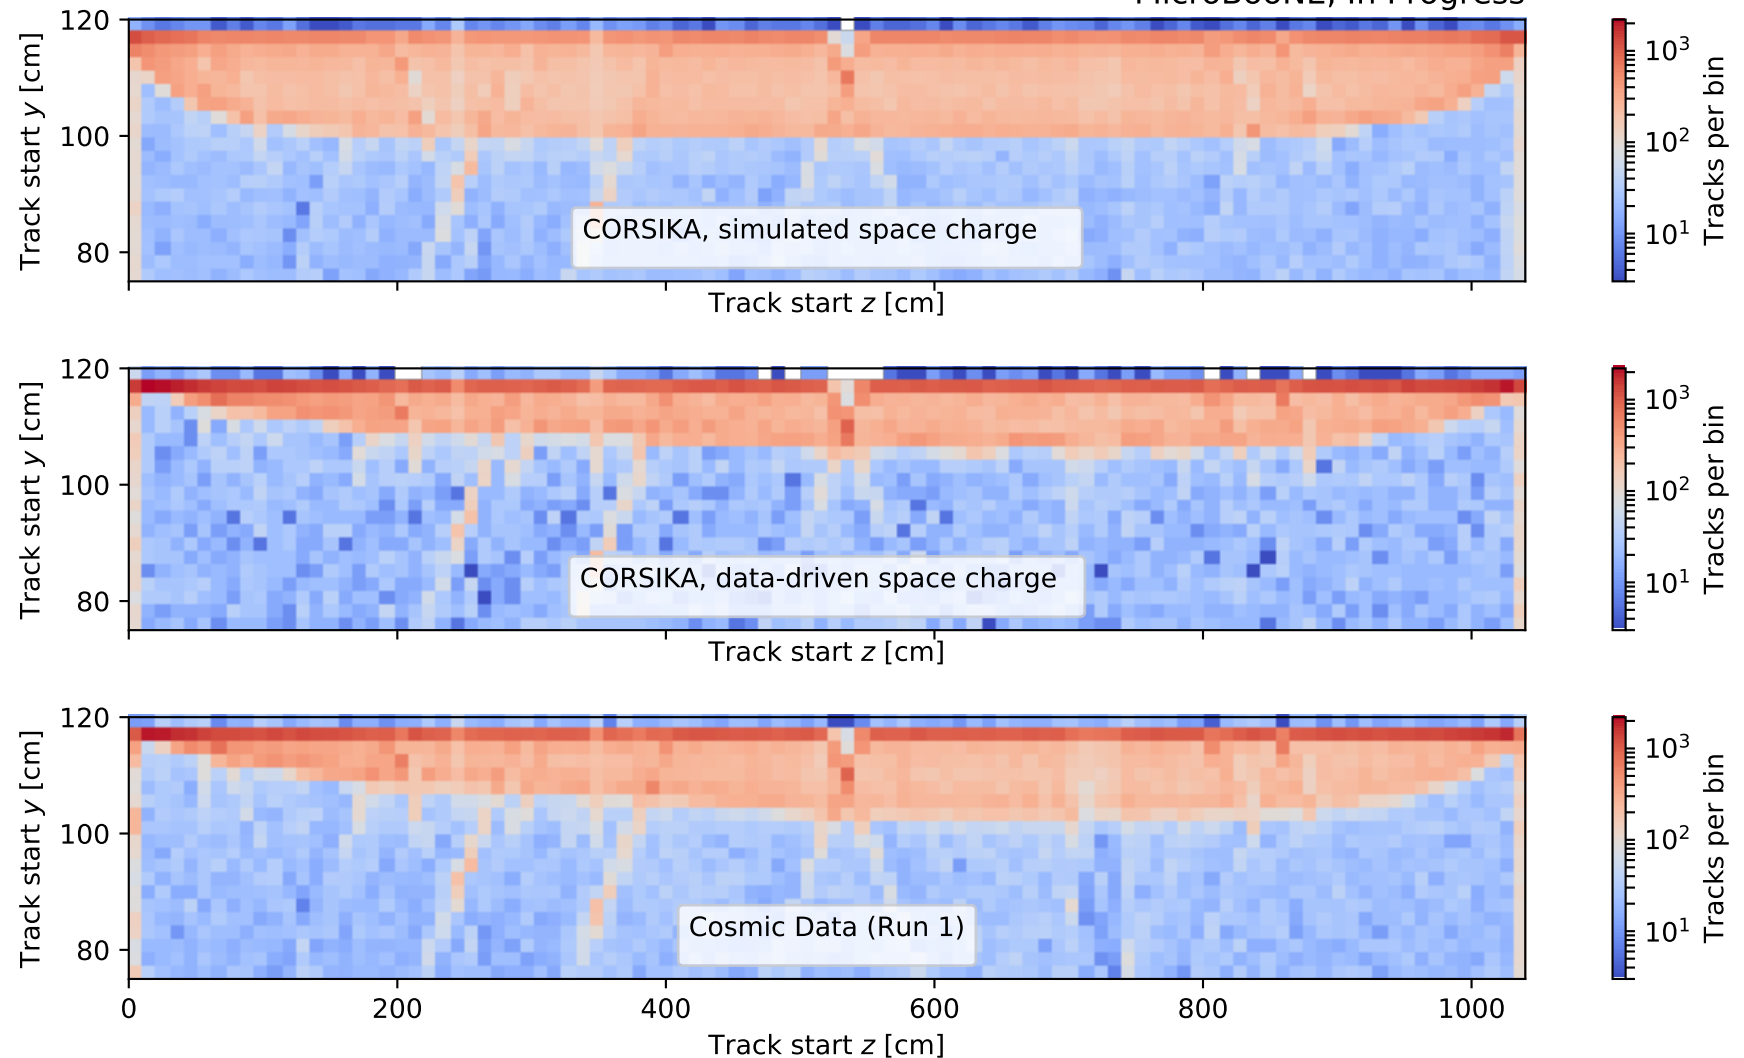 MicroBooNE, In Progress
120
100
80
Track start y [cm]
CORSIKA, simulated space charge
Track start z [cm]
10³
10²
10¹
Tracks per bin
120
100
80
Track start y [cm]
CORSIKA, data-driven space charge
Track start z [cm]
10³
10²
10¹
Tracks per bin
120
100
80
Track start y [cm]
Cosmic Data (Run 1)
0 200 400 600 800 1000
Track start z [cm]
10³
10²
10¹
Tracks per bin